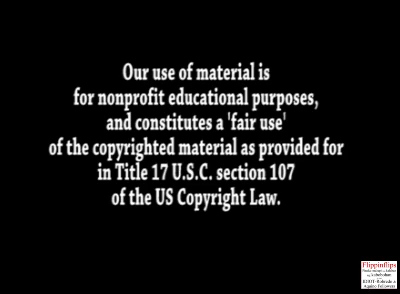 Our use of material is
for nonprofit educational purposes,
and constitutes a 'fair use'
of the copyrighted material as provided for
in Title 17 U.S.C. section 107
of the US Copyright Law.
Flippinflips